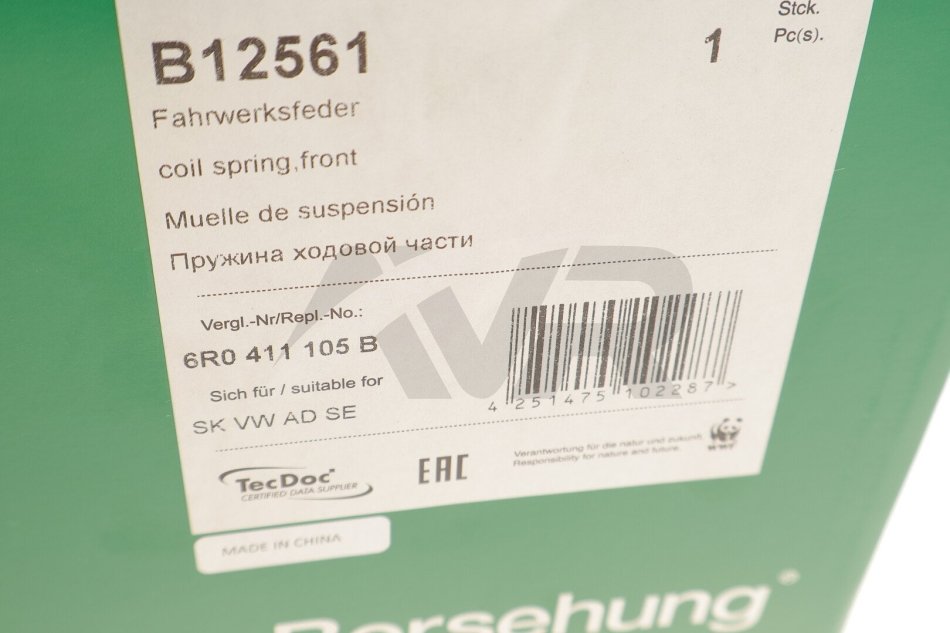 Stck.
B12561
1
Pc(s).
Fahrwerksfeder
coil spring,front
Muelle de suspensión
Пружина ходовой части
Vergl.-Nr/Repl.-No.:
6R0 411 105 B
Sich für / suitable for
SK VW AD SE
4 251475 102287 >
TecDoc
CERTIFIED DATA SUPPLIER
EAC
Verantwortung für die natur und zukunft.
Responsibility for nature and future.
WWF
MADE IN CHINA
Borsehung®